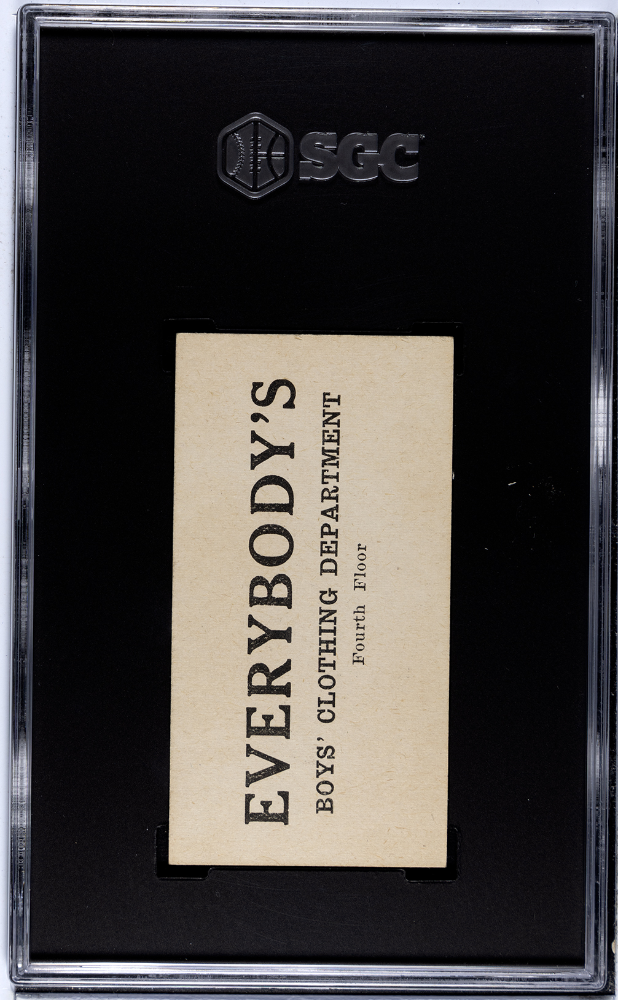 SGC
EVERYBODY'S
BOYS' CLOTHING DEPARTMENT
Fourth Floor